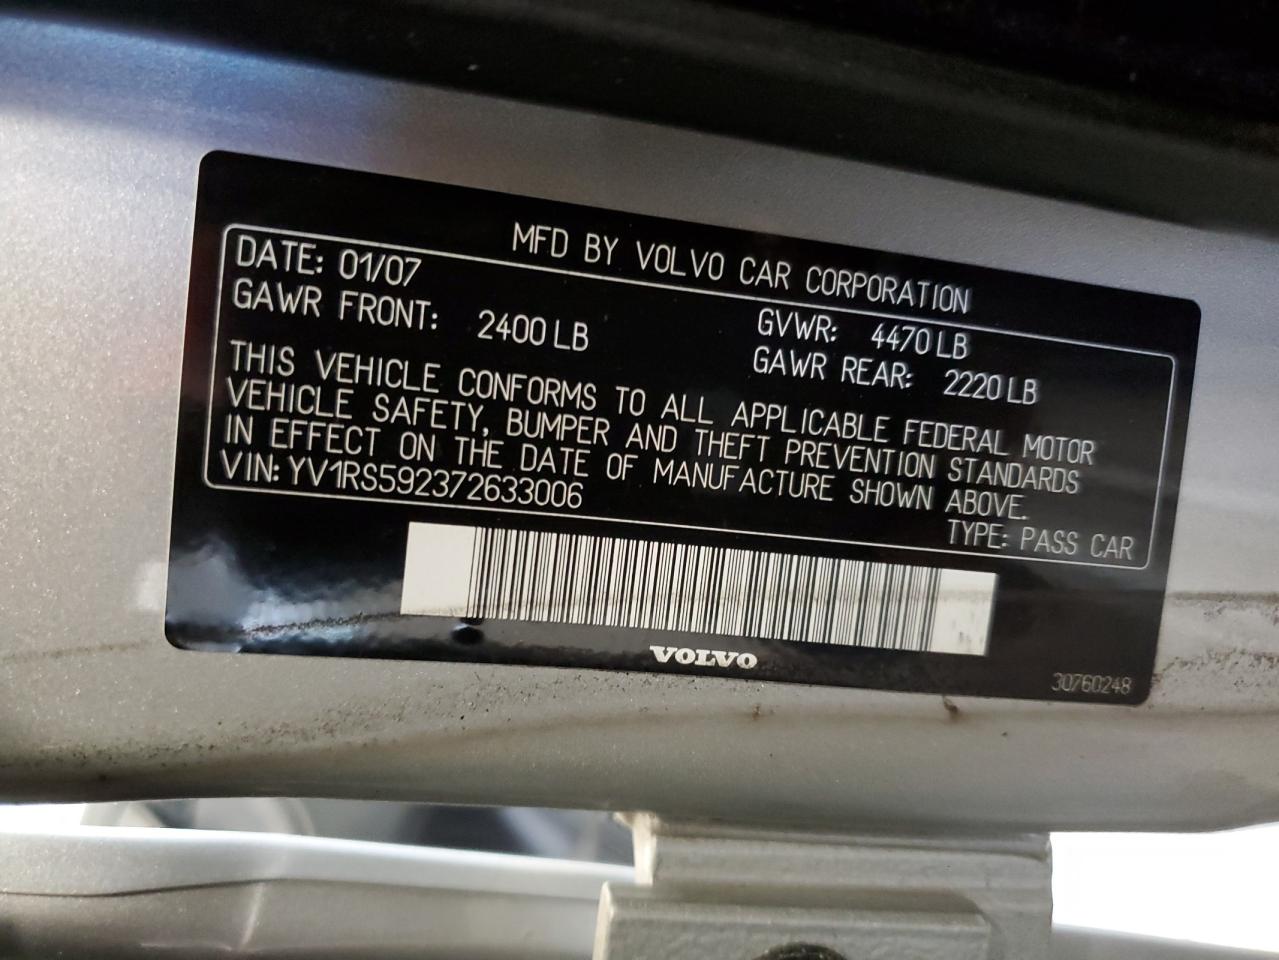 MFD BY VOLVO CAR CORPORATION
DATE: 01/07
GVWR: 4470 LB
GAWR FRONT: 2400 LB
GAWR REAR: 2220 LB
THIS VEHICLE CONFORMS TO ALL APPLICABLE FEDERAL MOTOR
VEHICLE SAFETY, BUMPER AND THEFT PREVENTION STANDARDS
IN EFFECT ON THE DATE OF MANUFACTURE SHOWN ABOVE.
VIN: YV1RS592372633006
TYPE: PASS CAR
VOLVO
30760248